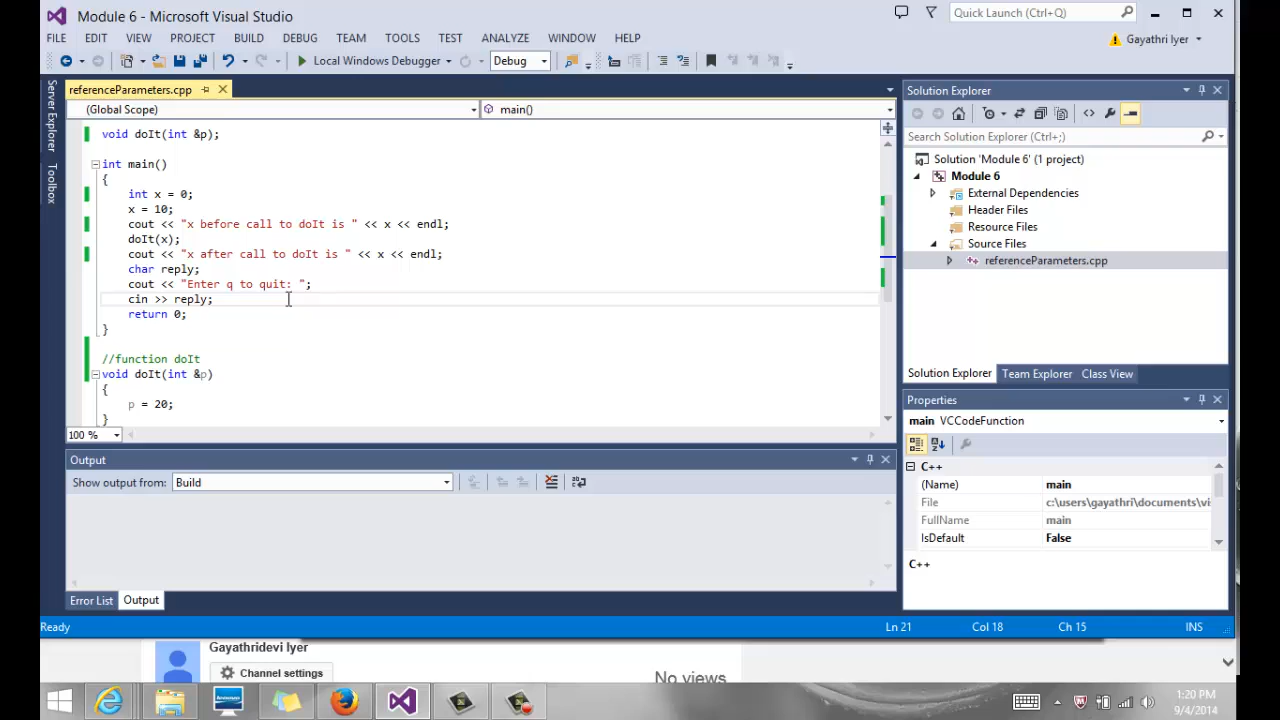 Module 6 - Microsoft Visual Studio
Quick Launch (Ctrl+Q)
FILE EDIT VIEW PROJECT BUILD DEBUG TEAM TOOLS TEST ANALYZE WINDOW HELP
Gayathri Iyer
Local Windows Debugger Debug
Server Explorer
Toolbox
referenceParameters.cpp
(Global Scope) main()
void doIt(int &p);
int main()
{
int x = 0;
x = 10;
cout << "x before call to doIt is " << x << endl;
doIt(x);
cout << "x after call to doIt is " << x << endl;
char reply;
cout << "Enter q to quit: ";
cin >> reply;
return 0;
}
//function doIt
void doIt(int &p)
{
p = 20;
}
100 %
Output
Show output from: Build
Error List Output
Solution Explorer
Search Solution Explorer (Ctrl+;)
Solution 'Module 6' (1 project)
Module 6
External Dependencies
Header Files
Resource Files
Source Files
referenceParameters.cpp
Solution Explorer Team Explorer Class View
Properties
main VCCodeFunction
C++
(Name) main
File c:\users\gayathri\documents\vi
FullName main
IsDefault False
C++
Ready Ln 21 Col 18 Ch 15 INS
Gayathridevi Iyer
Channel settings
No views
1:20 PM
9/4/2014